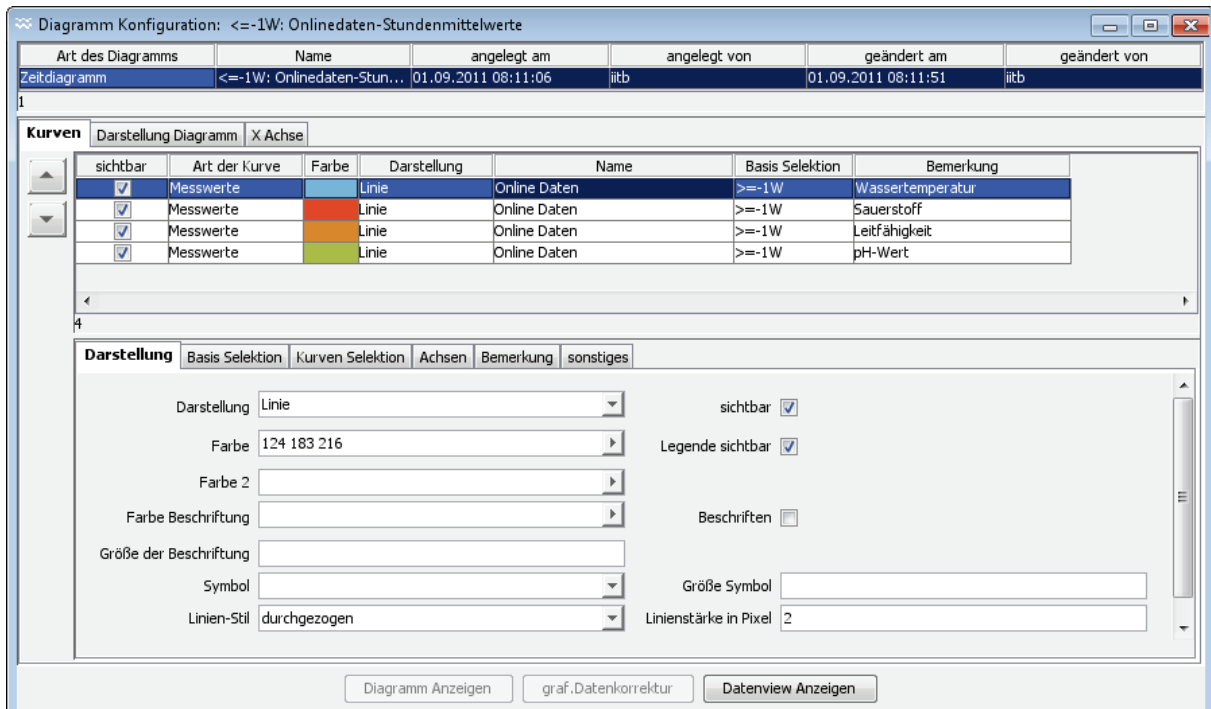 Diagramm Konfiguration: <=-1W: Onlinedaten-Stundenmittelwerte
Art des Diagramms Name angelegt am angelegt von geändert am geändert von
Zeitdiagramm <=-1W: Onlinedaten-Stun... 01.09.2011 08:11:06 iitb 01.09.2011 08:11:51 iitb
1
Kurven Darstellung Diagramm X Achse
sichtbar Art der Kurve Farbe Darstellung Name Basis Selektion Bemerkung
Messwerte Linie Online Daten >=-1W Wassertemperatur
Messwerte Linie Online Daten >=-1W Sauerstoff
Messwerte Linie Online Daten >=-1W Leitfähigkeit
Messwerte Linie Online Daten >=-1W pH-Wert
4
Darstellung Basis Selektion Kurven Selektion Achsen Bemerkung sonstiges
Darstellung Linie sichtbar
Farbe 124 183 216 Legende sichtbar
Farbe 2
Farbe Beschriftung Beschriften
Größe der Beschriftung
Symbol Größe Symbol
Linien-Stil durchgezogen Linienstärke in Pixel 2
Diagramm Anzeigen graf.Datenkorrektur Datenview Anzeigen